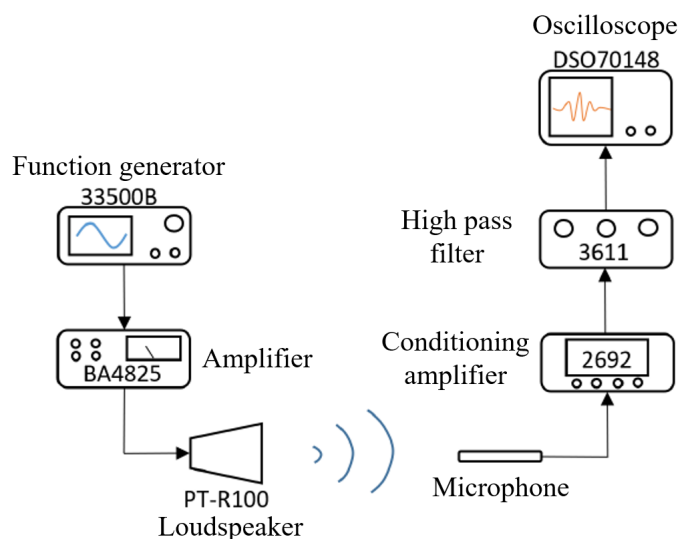 Oscilloscope
DSO70148
Function generator
33500B
High pass
filter
3611
Amplifier
BA4825
Conditioning
amplifier
2692
PT-R100
Loudspeaker
Microphone